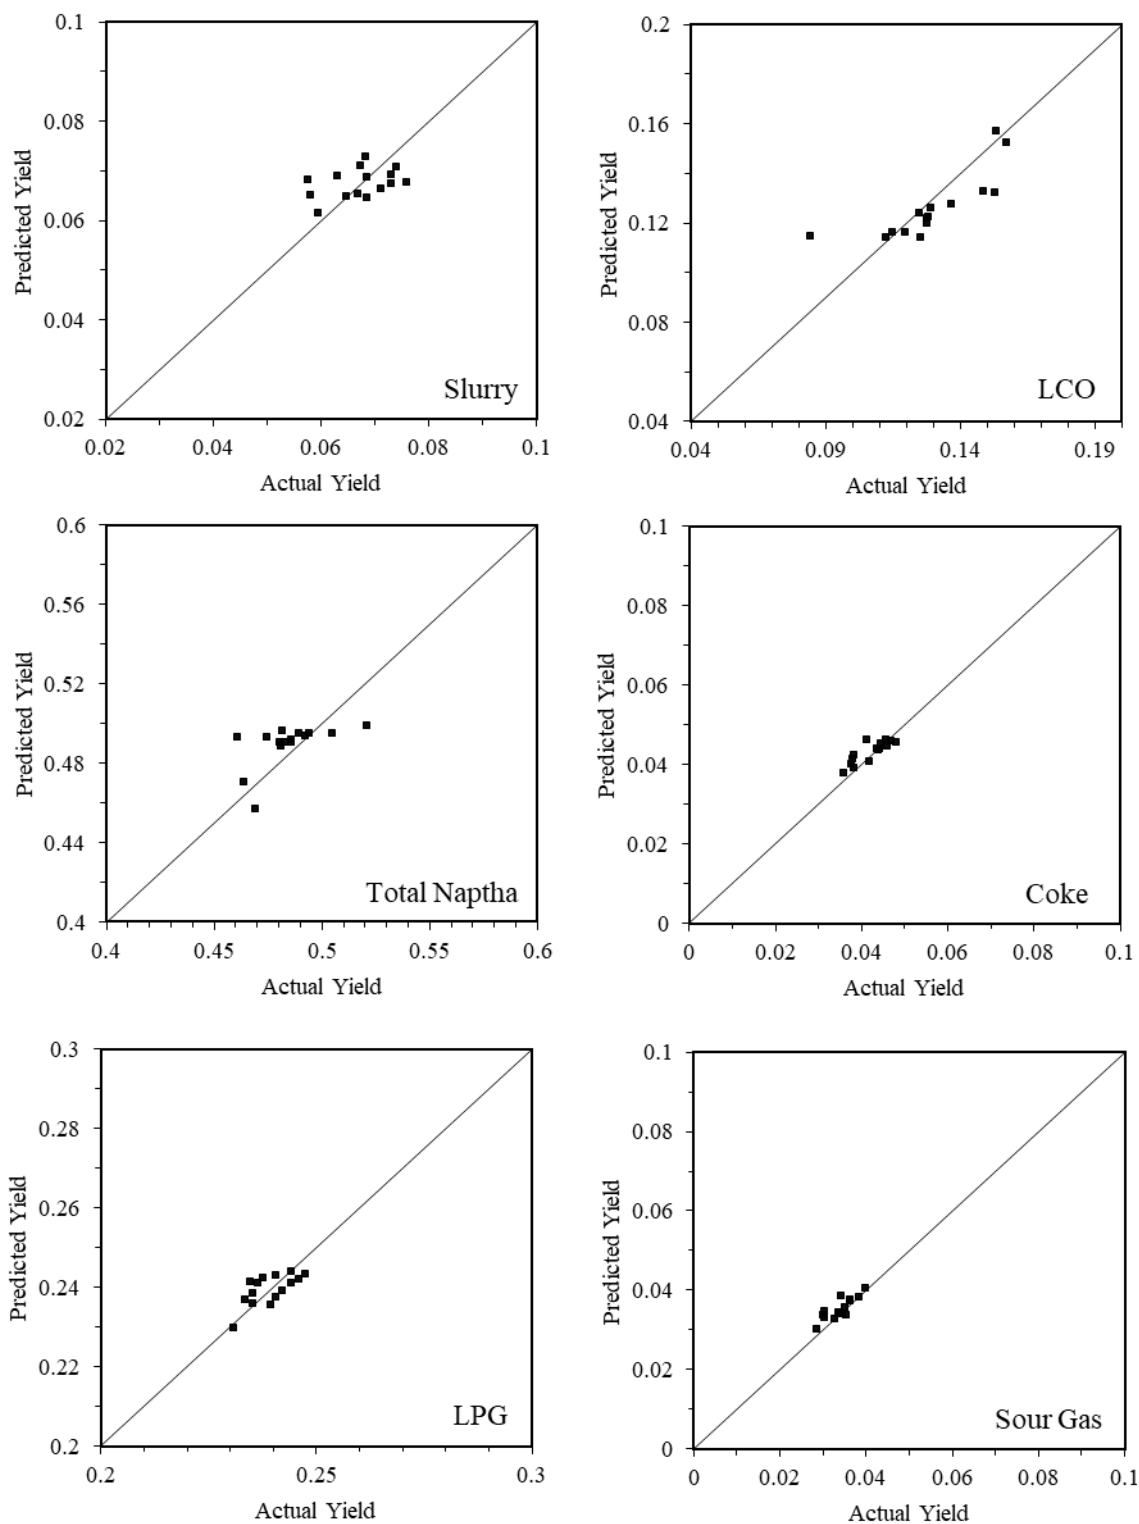 0.1
0.08
0.06
0.04
0.02
Predicted Yield
Slurry
0.02 0.04 0.06 0.08 0.1
Actual Yield
0.2
0.16
0.12
0.08
0.04
Predicted Yield
LCO
0.04 0.09 0.14 0.19
Actual Yield
0.6
0.56
0.52
0.48
0.44
0.4
Predicted Yield
Total Naptha
0.4 0.45 0.5 0.55 0.6
Actual Yield
0.1
0.08
0.06
0.04
0.02
0
Predicted Yield
Coke
0 0.02 0.04 0.06 0.08 0.1
Actual Yield
0.3
0.28
0.26
0.24
0.22
0.2
Predicted Yield
LPG
0.2 0.25 0.3
Actual Yield
0.1
0.08
0.06
0.04
0.02
0
Predicted Yield
Sour Gas
0 0.02 0.04 0.06 0.08 0.1
Actual Yield